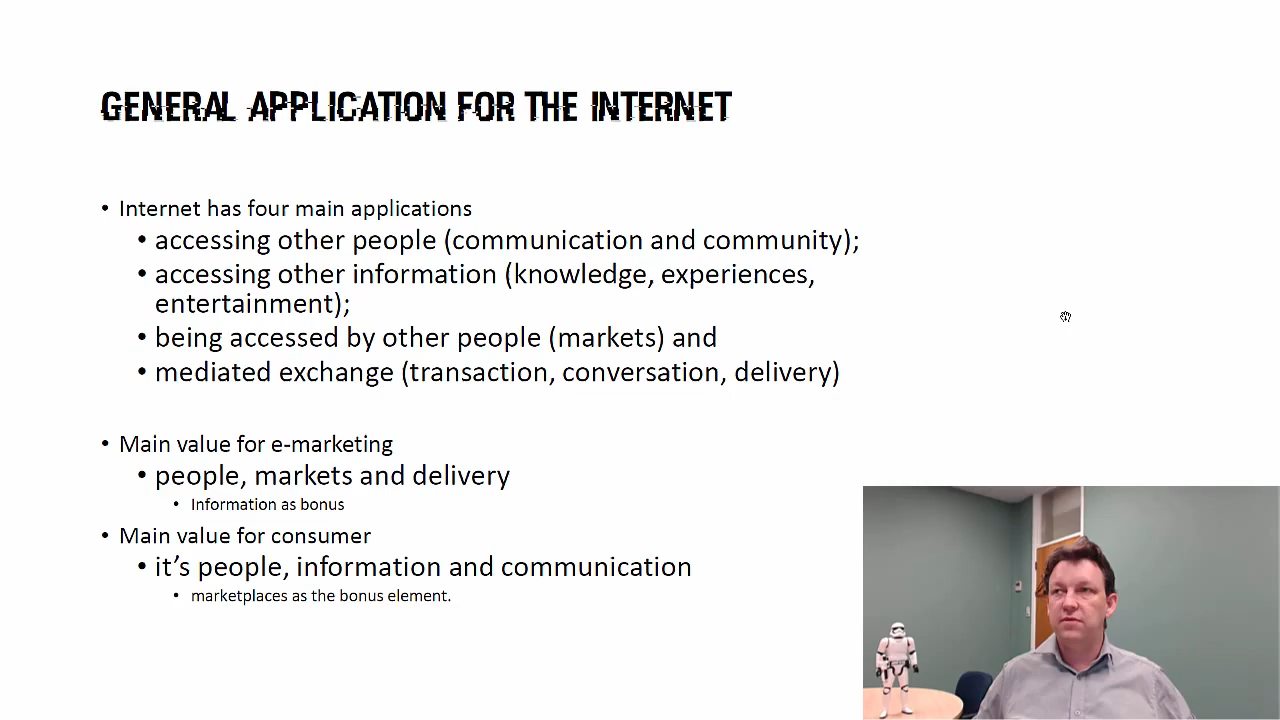 GENERAL APPLICATION FOR THE INTERNET
• Internet has four main applications
• accessing other people (communication and community);
• accessing other information (knowledge, experiences,
entertainment);
• being accessed by other people (markets) and
• mediated exchange (transaction, conversation, delivery)
• Main value for e-marketing
• people, markets and delivery
• Information as bonus
• Main value for consumer
• it’s people, information and communication
• marketplaces as the bonus element.